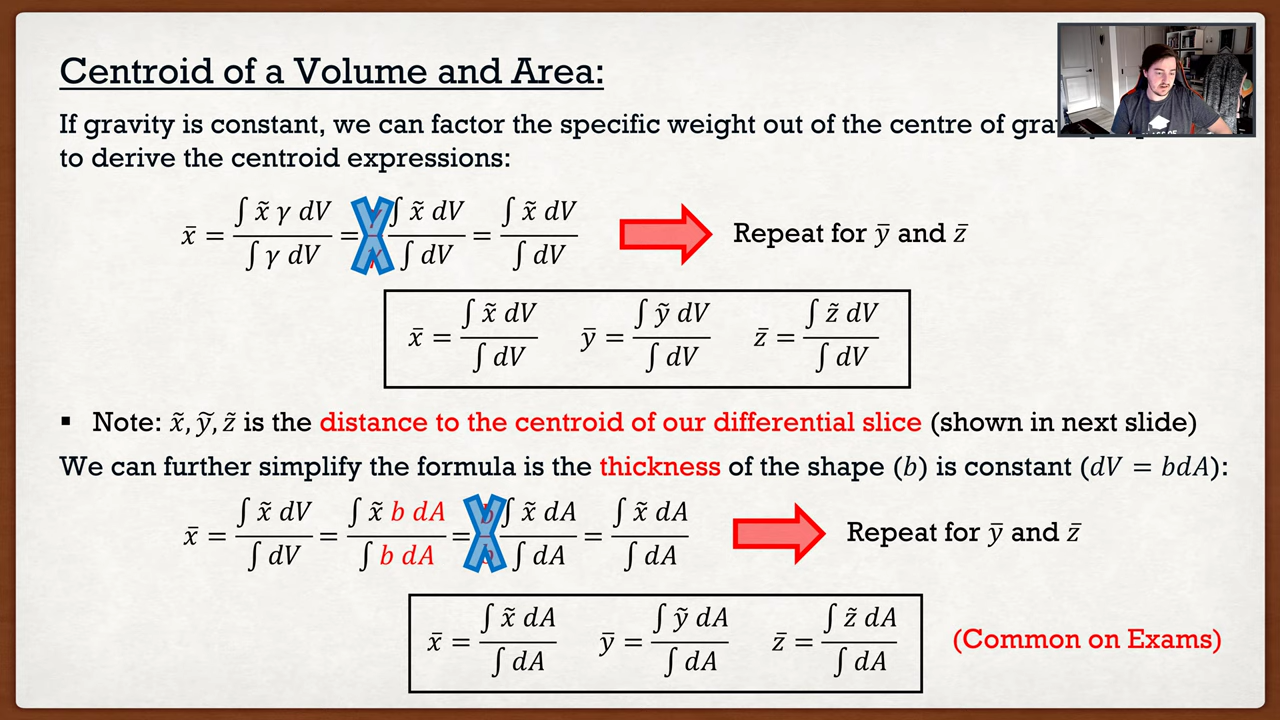 Centroid of a Volume and Area:
If gravity is constant, we can factor the specific weight out of the centre of
to derive the centroid expressions:
x̄ = ∫ x̃ γ dV / ∫ γ dV = ∫ x̃ dV / ∫ dV = ∫ x̃ dV / ∫ dV Repeat for ȳ and z̄
x̄ = ∫ x̃ dV / ∫ dV ȳ = ∫ ỹ dV / ∫ dV z̄ = ∫ z̃ dV / ∫ dV
▪ Note: x̃, ỹ, z̃ is the distance to the centroid of our differential slice (shown in next slide)
We can further simplify the formula is the thickness of the shape (b) is constant (dV = bdA):
x̄ = ∫ x̃ dV / ∫ dV = ∫ x̃ b dA / ∫ b dA = b ∫ x̃ dA / b ∫ dA = ∫ x̃ dA / ∫ dA Repeat for ȳ and z̄
x̄ = ∫ x̃ dA / ∫ dA ȳ = ∫ ỹ dA / ∫ dA z̄ = ∫ z̃ dA / ∫ dA (Common on Exams)